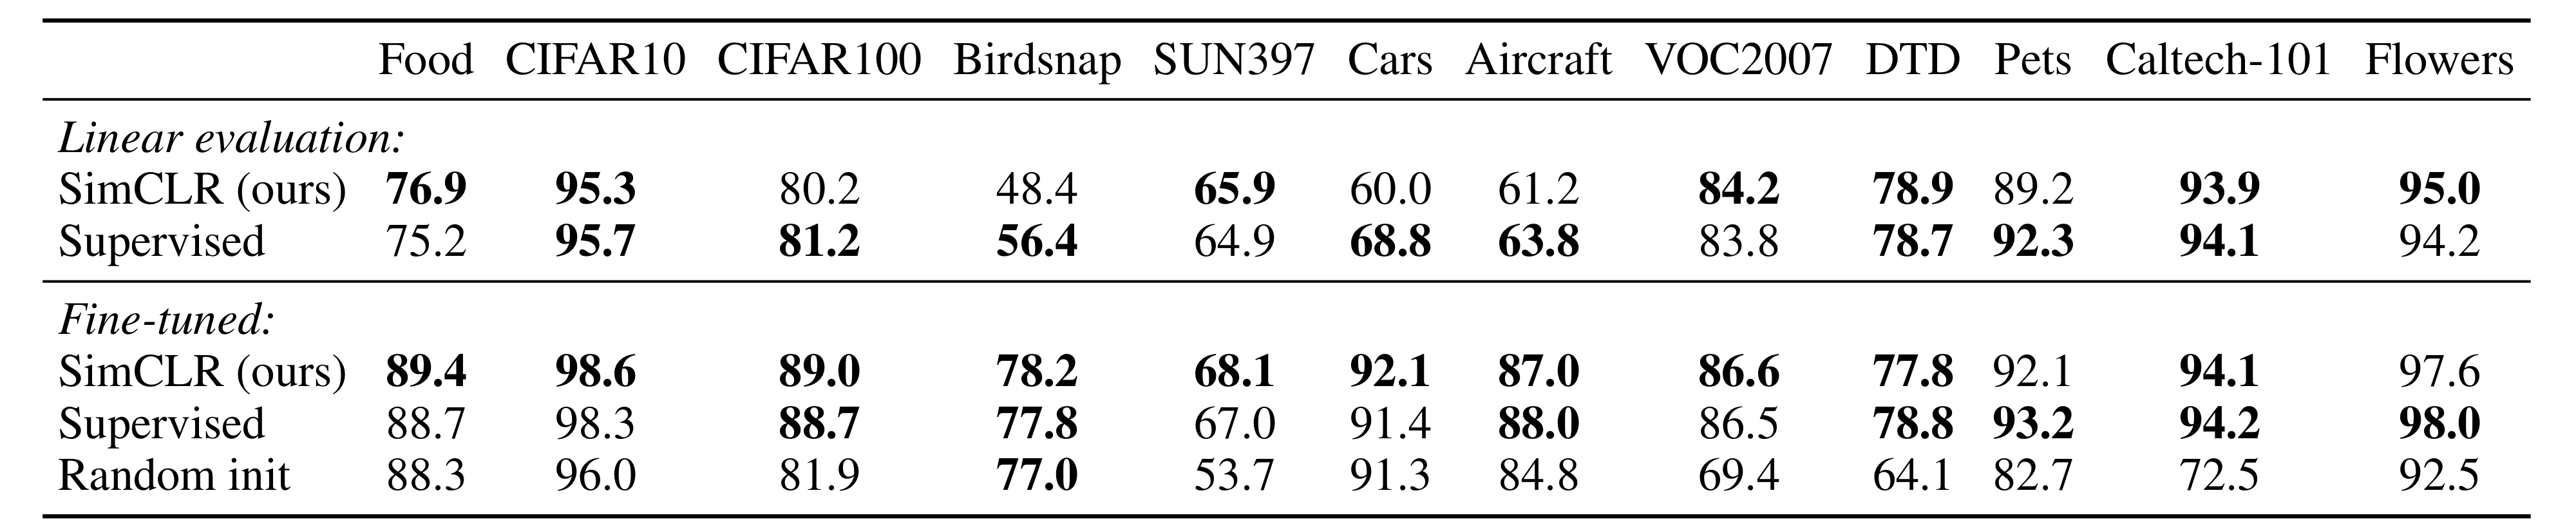 Food CIFAR10 CIFAR100 Birdsnap SUN397 Cars Aircraft VOC2007 DTD Pets Caltech-101 Flowers
Linear evaluation:
SimCLR (ours) 76.9 95.3 80.2 48.4 65.9 60.0 61.2 84.2 78.9 89.2 93.9 95.0
Supervised 75.2 95.7 81.2 56.4 64.9 68.8 63.8 83.8 78.7 92.3 94.1 94.2
Fine-tuned:
SimCLR (ours) 89.4 98.6 89.0 78.2 68.1 92.1 87.0 86.6 77.8 92.1 94.1 97.6
Supervised 88.7 98.3 88.7 77.8 67.0 91.4 88.0 86.5 78.8 93.2 94.2 98.0
Random init 88.3 96.0 81.9 77.0 53.7 91.3 84.8 69.4 64.1 82.7 72.5 92.5